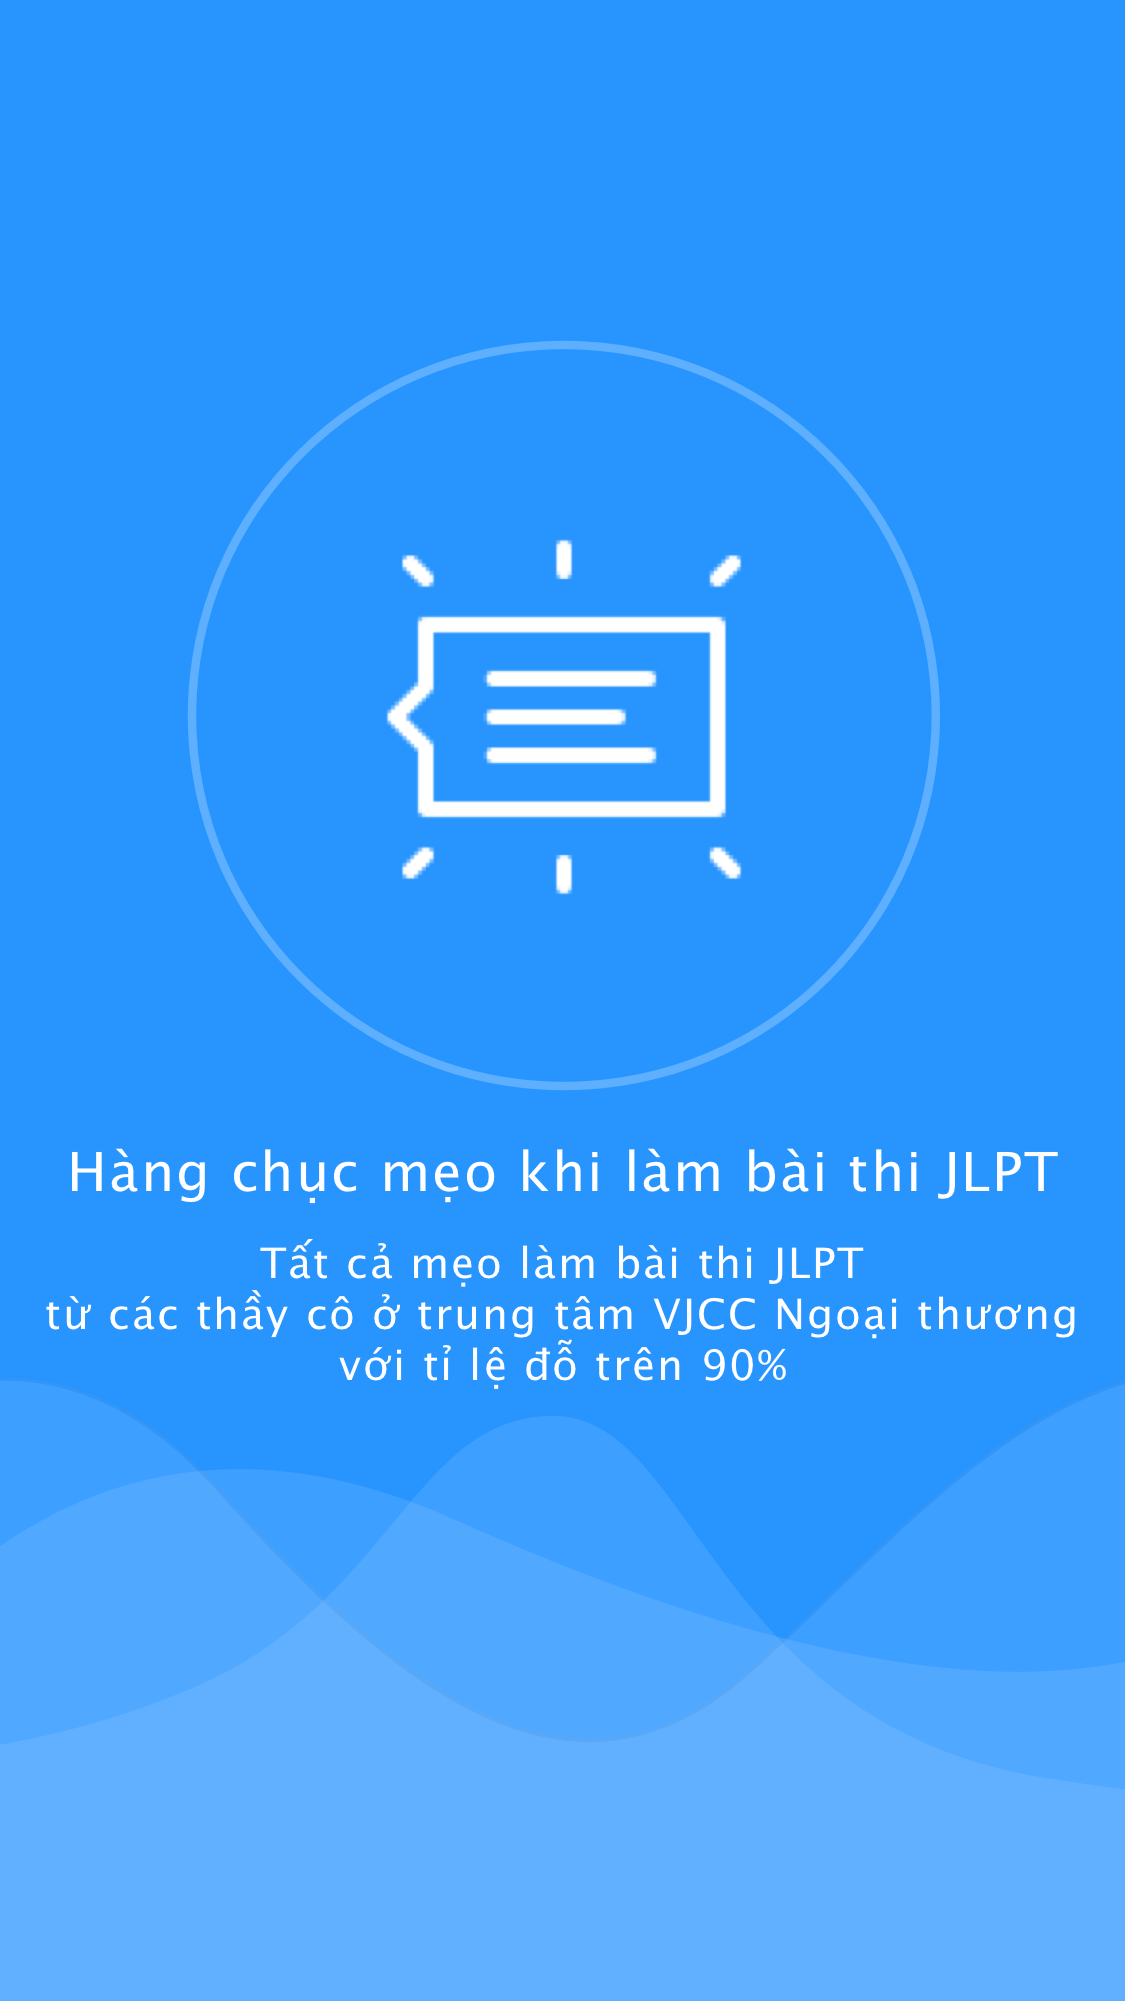 Hàng chục mẹo khi làm bài thi JLPT
Tất cả mẹo làm bài thi JLPT
từ các thầy cô ở trung tâm VJCC Ngoại thương
với tỉ lệ đỗ trên 90%